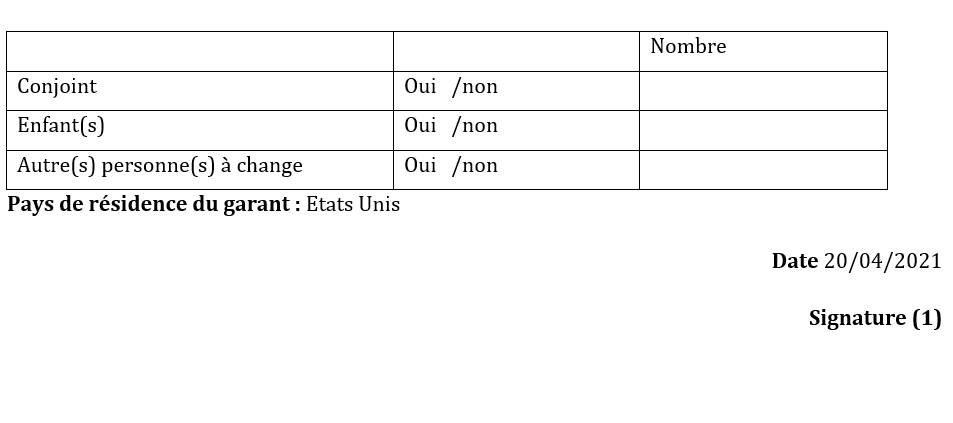 Nombre
Conjoint Oui /non
Enfant(s) Oui /non
Autre(s) personne(s) à change Oui /non
Pays de résidence du garant : Etats Unis
Date 20/04/2021
Signature (1)